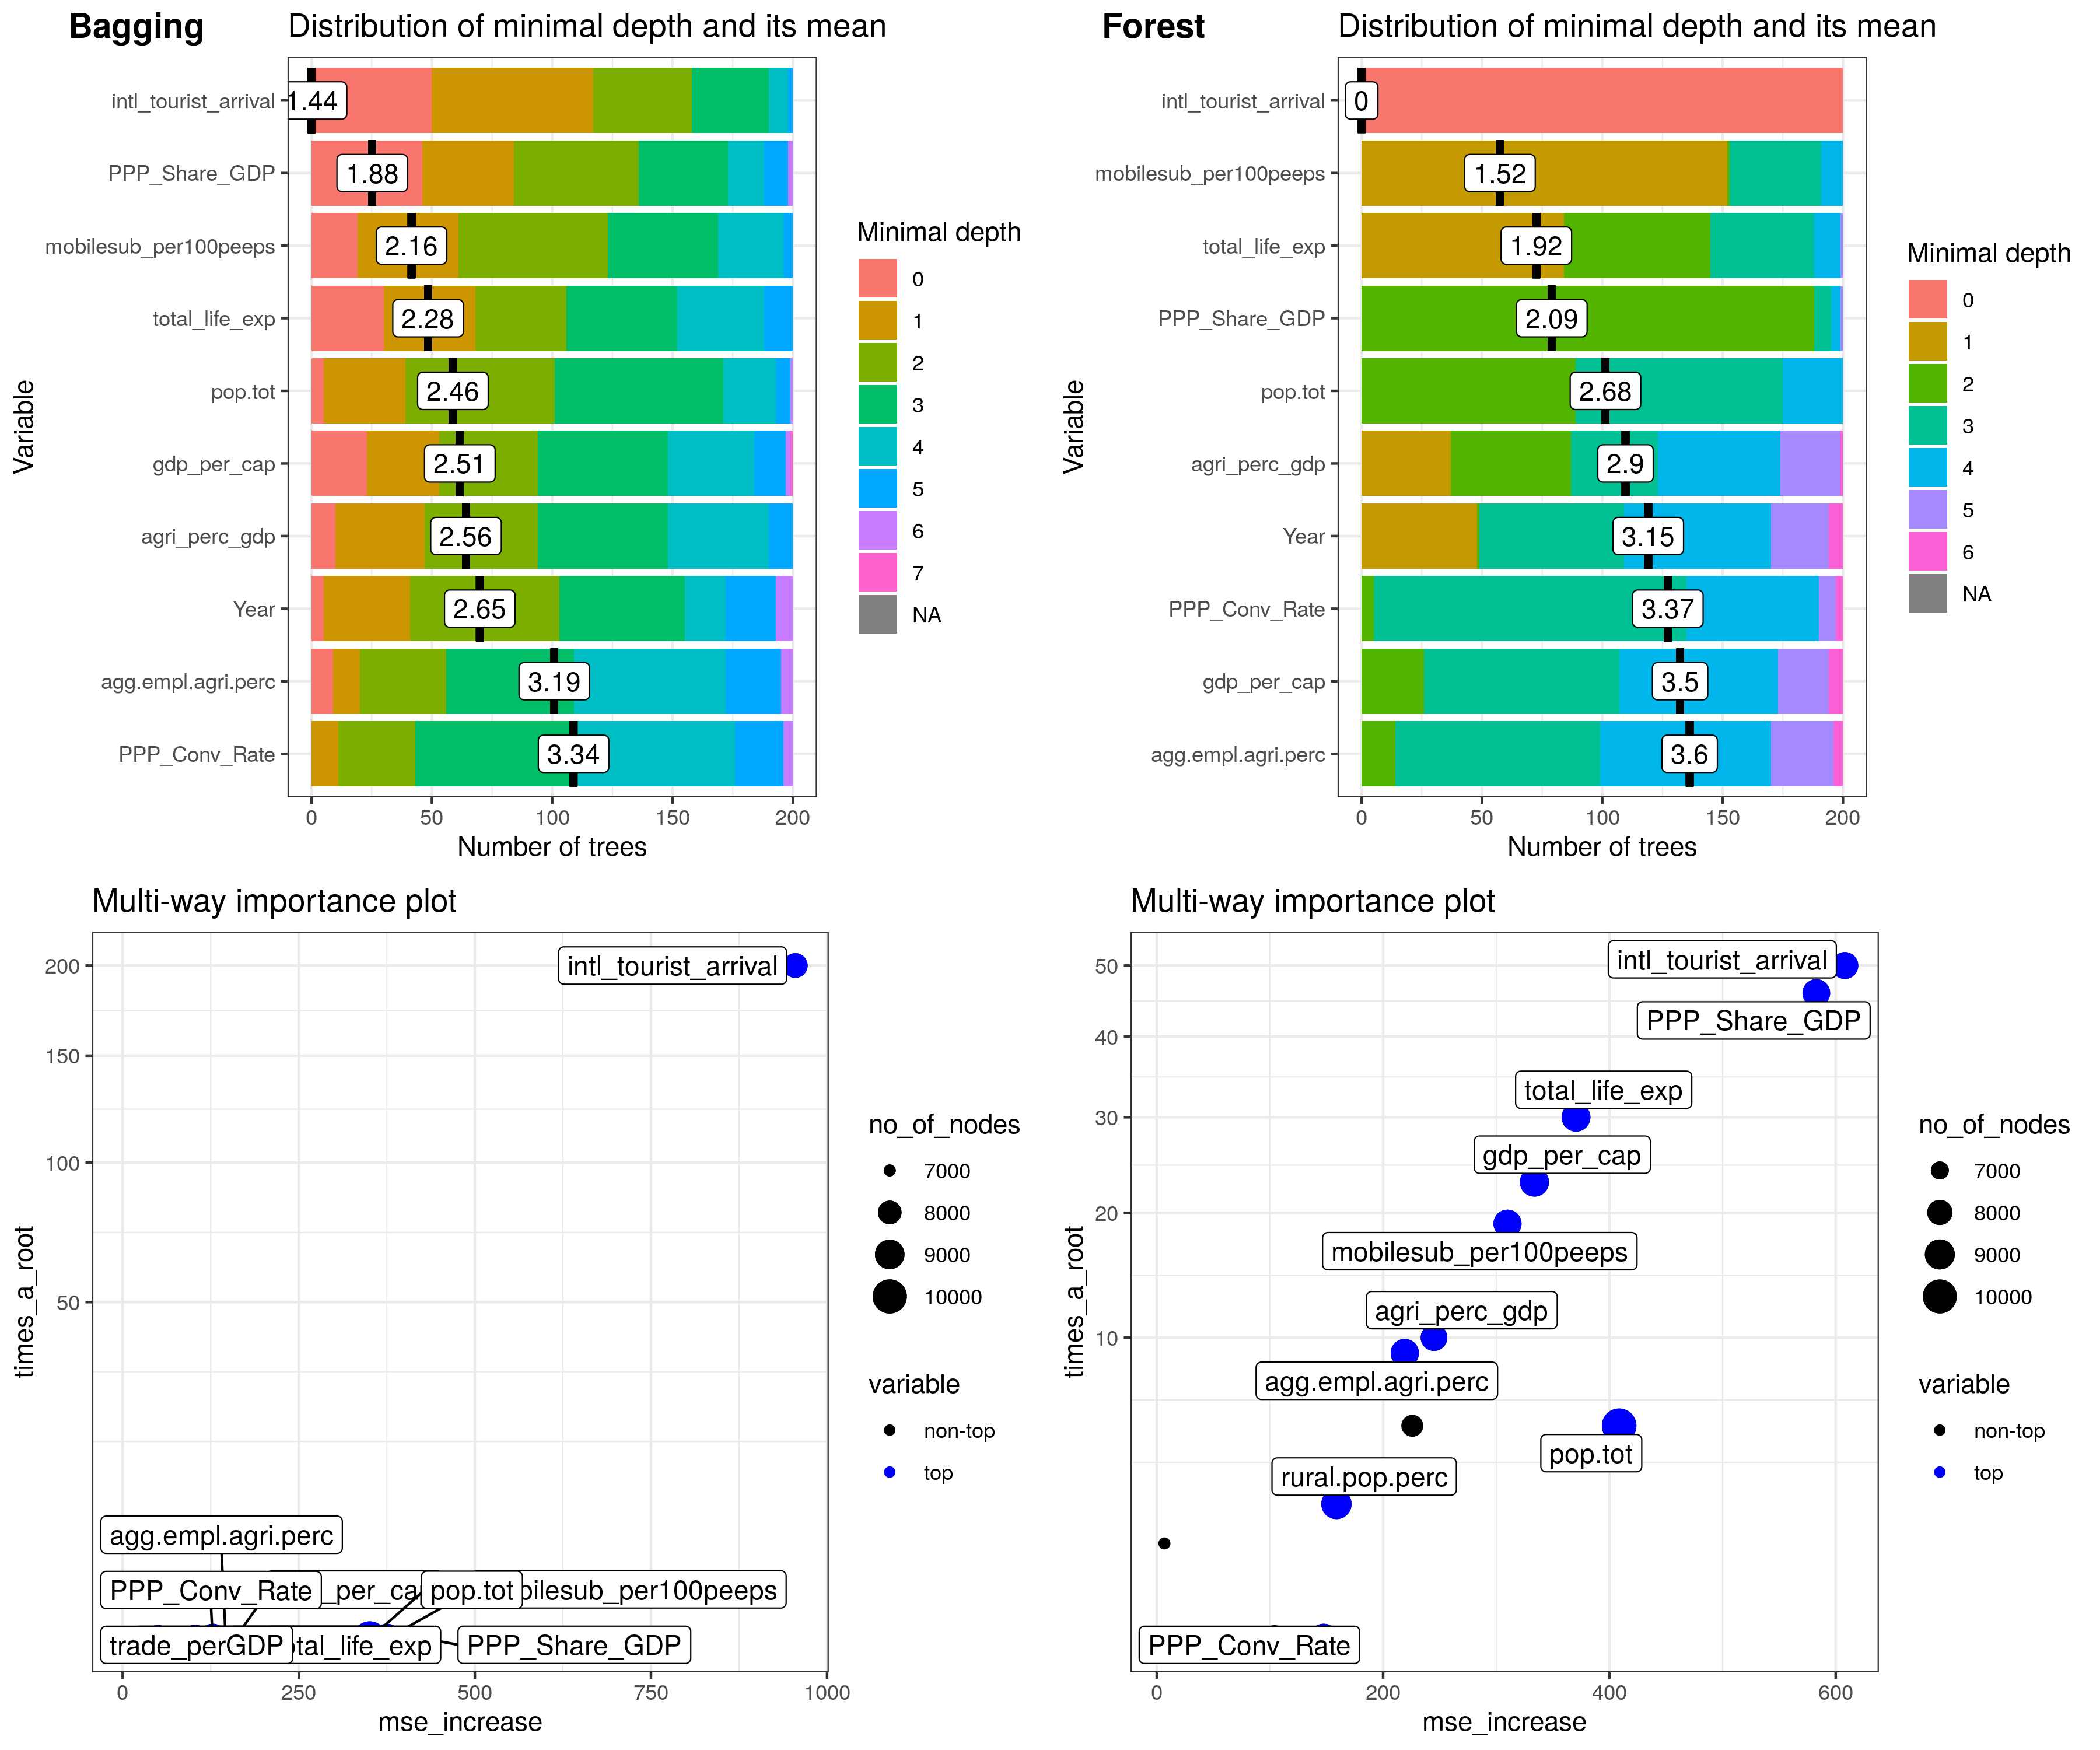 Bagging
Distribution of minimal depth and its mean
Variable
intl_tourist_arrival
PPP_Share_GDP
mobilesub_per100peeps
total_life_exp
pop.tot
gdp_per_cap
agri_perc_gdp
Year
agg.empl.agri.perc
PPP_Conv_Rate
1.44
1.88
2.16
2.28
2.46
2.51
2.56
2.65
3.19
3.34
0 50 100 150 200
Number of trees
Minimal depth
0
1
2
3
4
5
6
7
NA
Forest
Distribution of minimal depth and its mean
Variable
intl_tourist_arrival
mobilesub_per100peeps
total_life_exp
PPP_Share_GDP
pop.tot
agri_perc_gdp
Year
PPP_Conv_Rate
gdp_per_cap
agg.empl.agri.perc
0
1.52
1.92
2.09
2.68
2.9
3.15
3.37
3.5
3.6
0 50 100 150 200
Number of trees
Minimal depth
0
1
2
3
4
5
6
NA
Multi-way importance plot
times_a_root
200
150
100
50
intl_tourist_arrival
agg.empl.agri.perc
PPP_Conv_Rate _per_ca pop.tot bilesub_per100peeps
trade_perGDP otal_life_exp PPP_Share_GDP
0 250 500 750 1000
mse_increase
no_of_nodes
7000
8000
9000
10000
variable
non-top
top
Multi-way importance plot
times_a_root
50
40
30
20
10
intl_tourist_arrival
PPP_Share_GDP
total_life_exp
gdp_per_cap
mobilesub_per100peeps
agri_perc_gdp
agg.empl.agri.perc
pop.tot
rural.pop.perc
PPP_Conv_Rate
0 200 400 600
mse_increase
no_of_nodes
7000
8000
9000
10000
variable
non-top
top